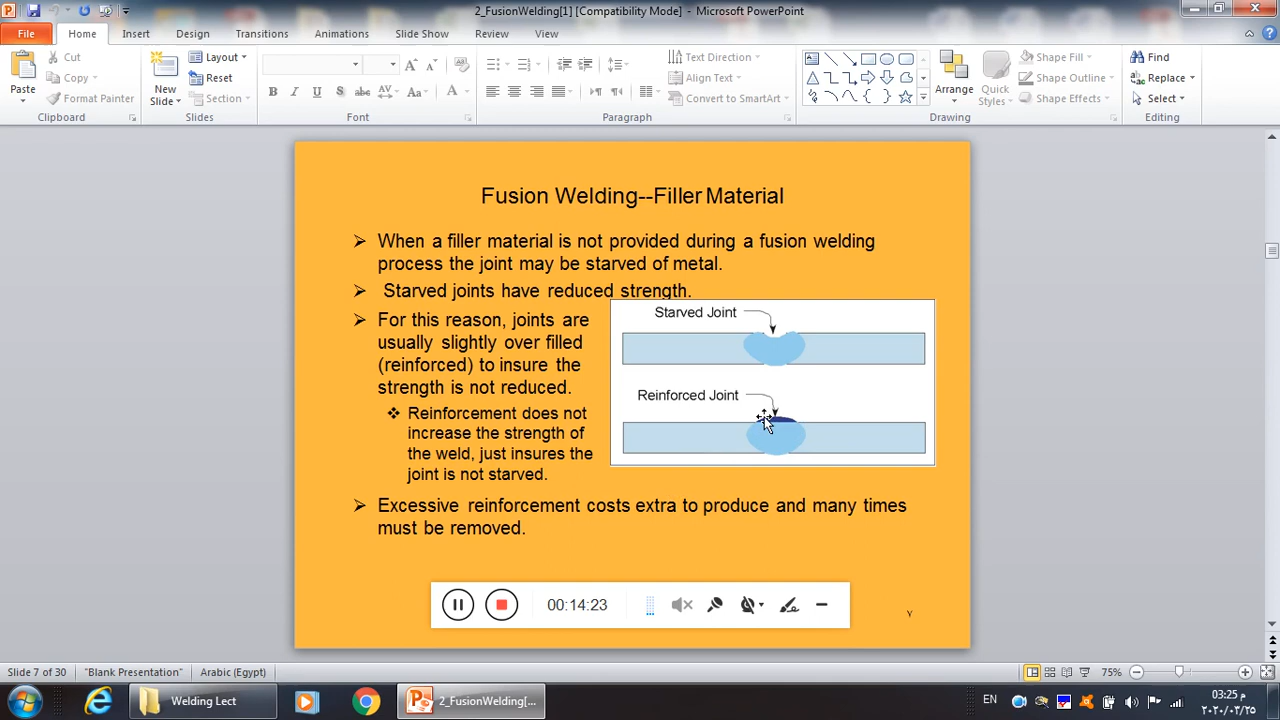 2_FusionWelding[1] [Compatibility Mode] - Microsoft PowerPoint
File Home Insert Design Transitions Animations Slide Show Review View
Cut
Copy
Format Painter
Paste
Clipboard
New
Slide
Layout
Reset
Section
Slides
Font
Text Direction
Align Text
Convert to SmartArt
Paragraph
Arrange
Quick
Styles
Shape Fill
Shape Outline
Shape Effects
Drawing
Find
Replace
Select
Editing
Fusion Welding--Filler Material
When a filler material is not provided during a fusion welding
process the joint may be starved of metal.
Starved joints have reduced strength.
For this reason, joints are
usually slightly over filled
(reinforced) to insure the
strength is not reduced.
Reinforcement does not
increase the strength of
the weld, just insures the
joint is not starved.
Starved Joint
Reinforced Joint
Excessive reinforcement costs extra to produce and many times
must be removed.
00:14:23
٧
Slide 7 of 30 "Blank Presentation" Arabic (Egypt) 75%
Welding Lect 2_FusionWelding[... EN
03:25 م
٢٠٢٠/٠٢/٢٥